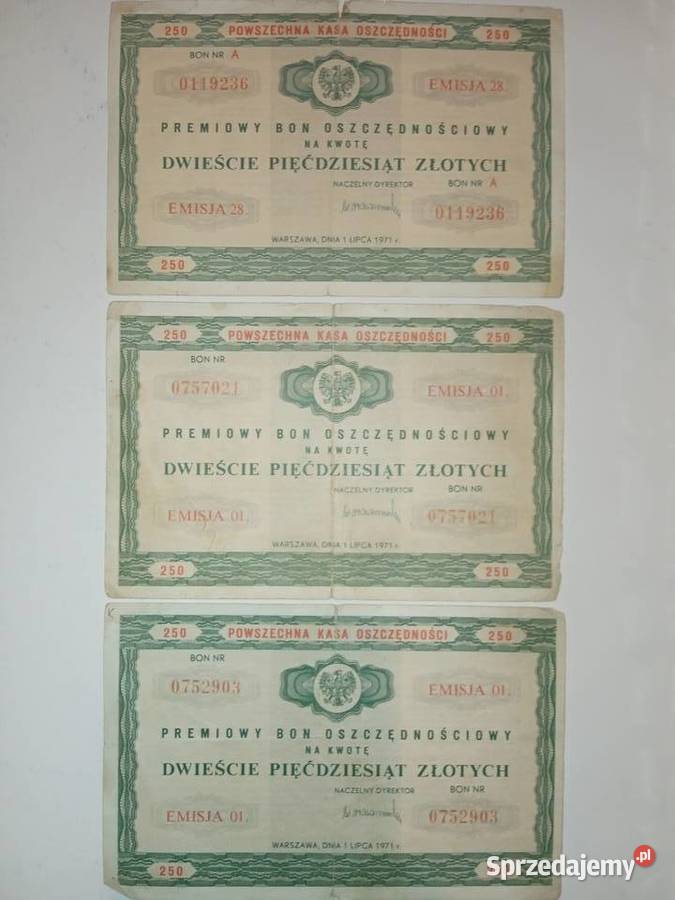 250 POWSZECHNA KASA OSZCZĘDNOŚCI 250
BON NR A
0119236 EMISJA 28.
PREMIOWY BON OSZCZĘDNOŚCIOWY
NA KWOTĘ
DWIEŚCIE PIĘĆDZIESIĄT ZŁOTYCH
NACZELNY DYREKTOR BON NR A
EMISJA 28. 0119236
WARSZAWA, DNIA 1 LIPCA 1971 r.
250 250
250 POWSZECHNA KASA OSZCZĘDNOŚCI 250
BON NR
0757021 EMISJA 01.
PREMIOWY BON OSZCZĘDNOŚCIOWY
NA KWOTĘ
DWIEŚCIE PIĘĆDZIESIĄT ZŁOTYCH
NACZELNY DYREKTOR BON NR
EMISJA 01. 0757021
WARSZAWA, DNIA 1 LIPCA 1971 r.
250 250
250 POWSZECHNA KASA OSZCZĘDNOŚCI 250
BON NR
0752903 EMISJA 01.
PREMIOWY BON OSZCZĘDNOŚCIOWY
NA KWOTĘ
DWIEŚCIE PIĘĆDZIESIĄT ZŁOTYCH
NACZELNY DYREKTOR BON NR
EMISJA 01. 0752903
WARSZAWA, DNIA 1 LIPCA 1971 r.
250
Sprzedajemy.pl